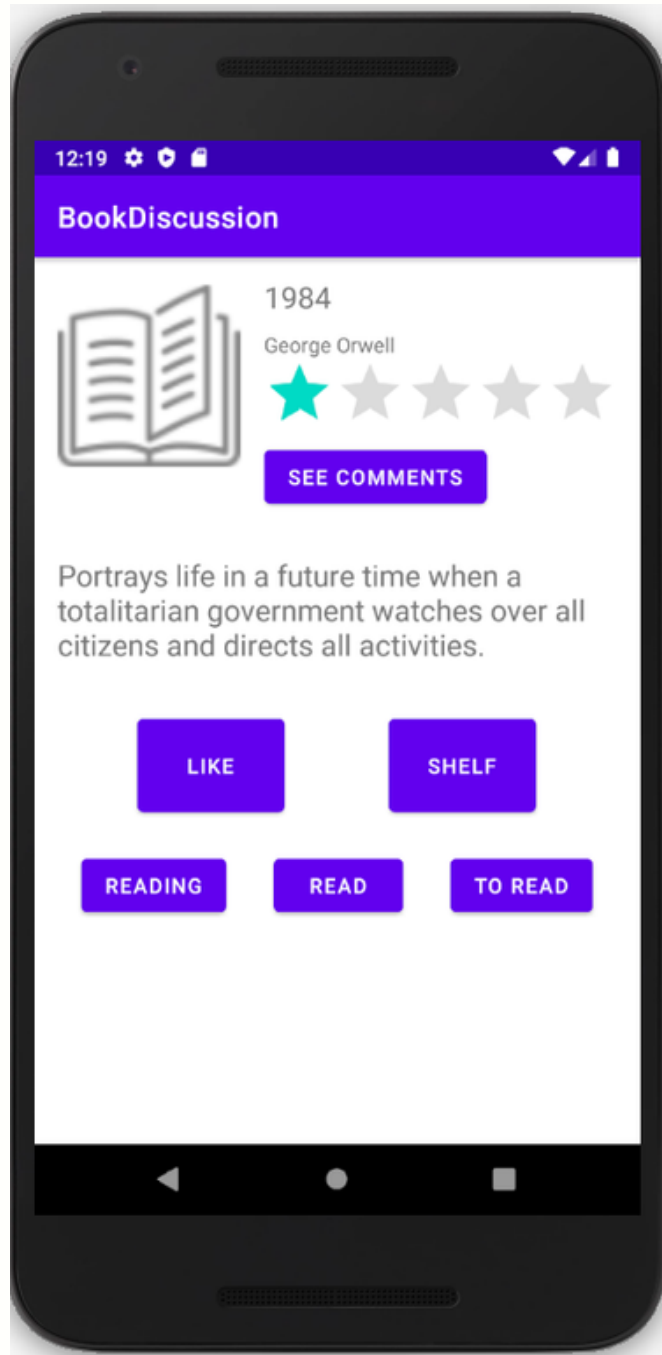 12:19
BookDiscussion
1984
George Orwell
SEE COMMENTS
Portrays life in a future time when a
totalitarian government watches over all
citizens and directs all activities.
LIKE
SHELF
READING
READ
TO READ